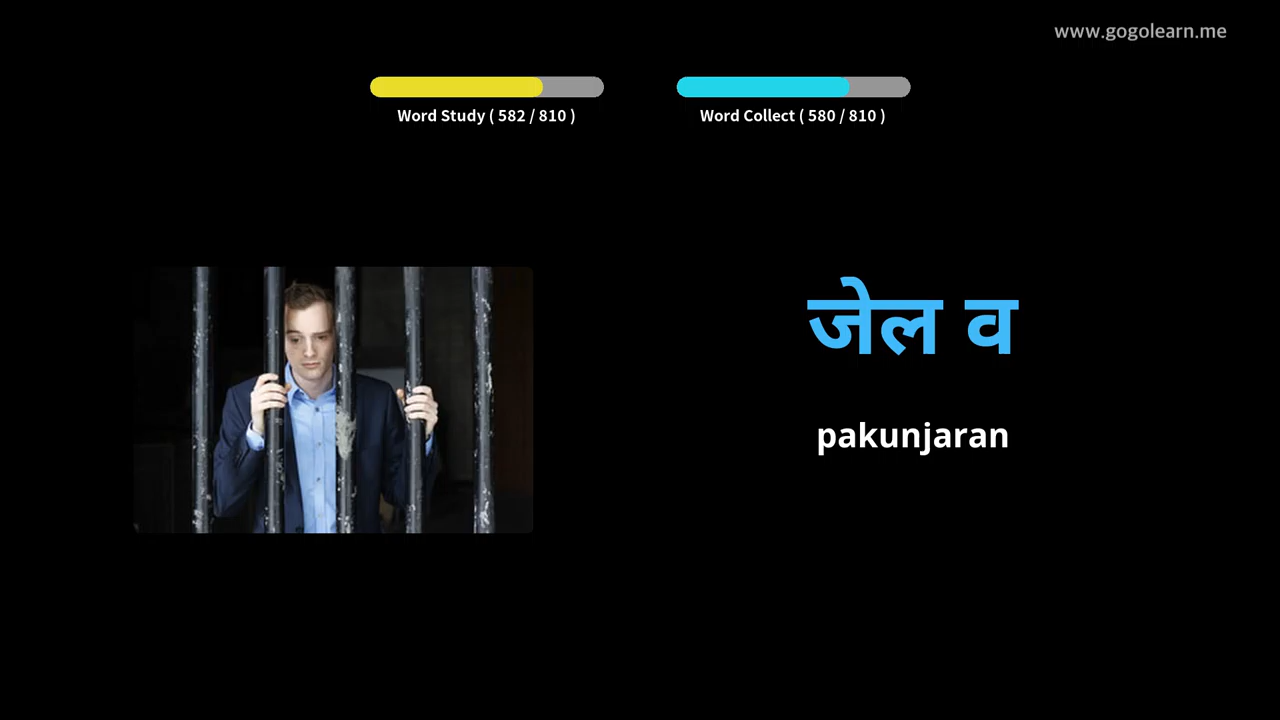 www.gogolearn.me
Word Study ( 582 / 810 )
Word Collect ( 580 / 810 )
जेल व
pakunjaran